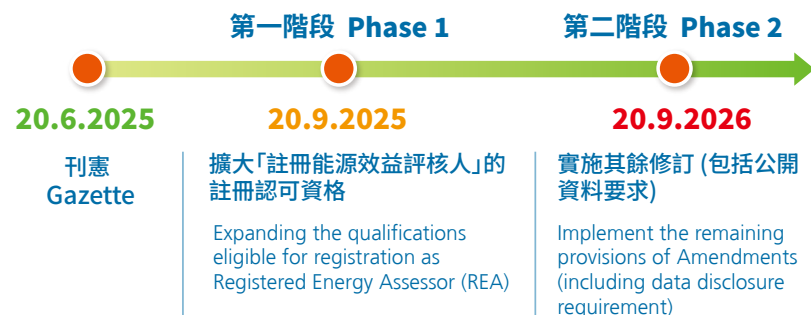 第一階段 Phase 1
第二階段 Phase 2
20.6.2025
20.9.2025
20.9.2026
刊憲
Gazette
擴大「註冊能源效益評核人」的
註冊認可資格
Expanding the qualifications
eligible for registration as
Registered Energy Assessor (REA)
實施其餘修訂 (包括公開
資料要求)
Implement the remaining
provisions of Amendments
(including data disclosure
requirement)